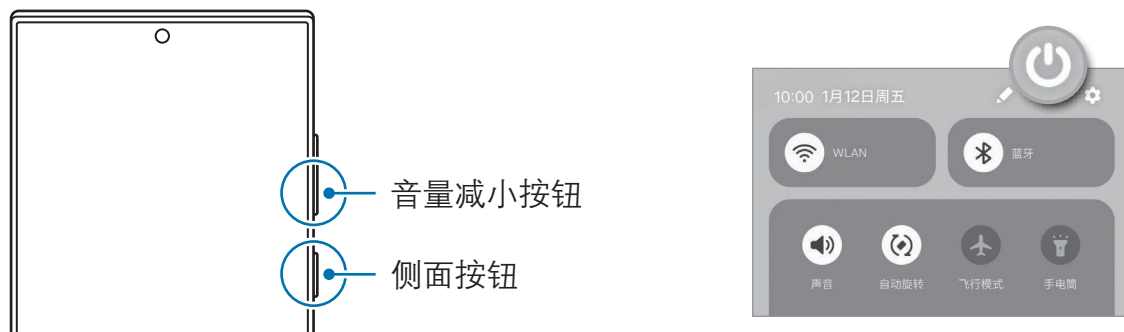 音量减小按钮
侧面按钮
10:00 1月12日周五
WLAN
蓝牙
声音
自动旋转
飞行模式
手电筒